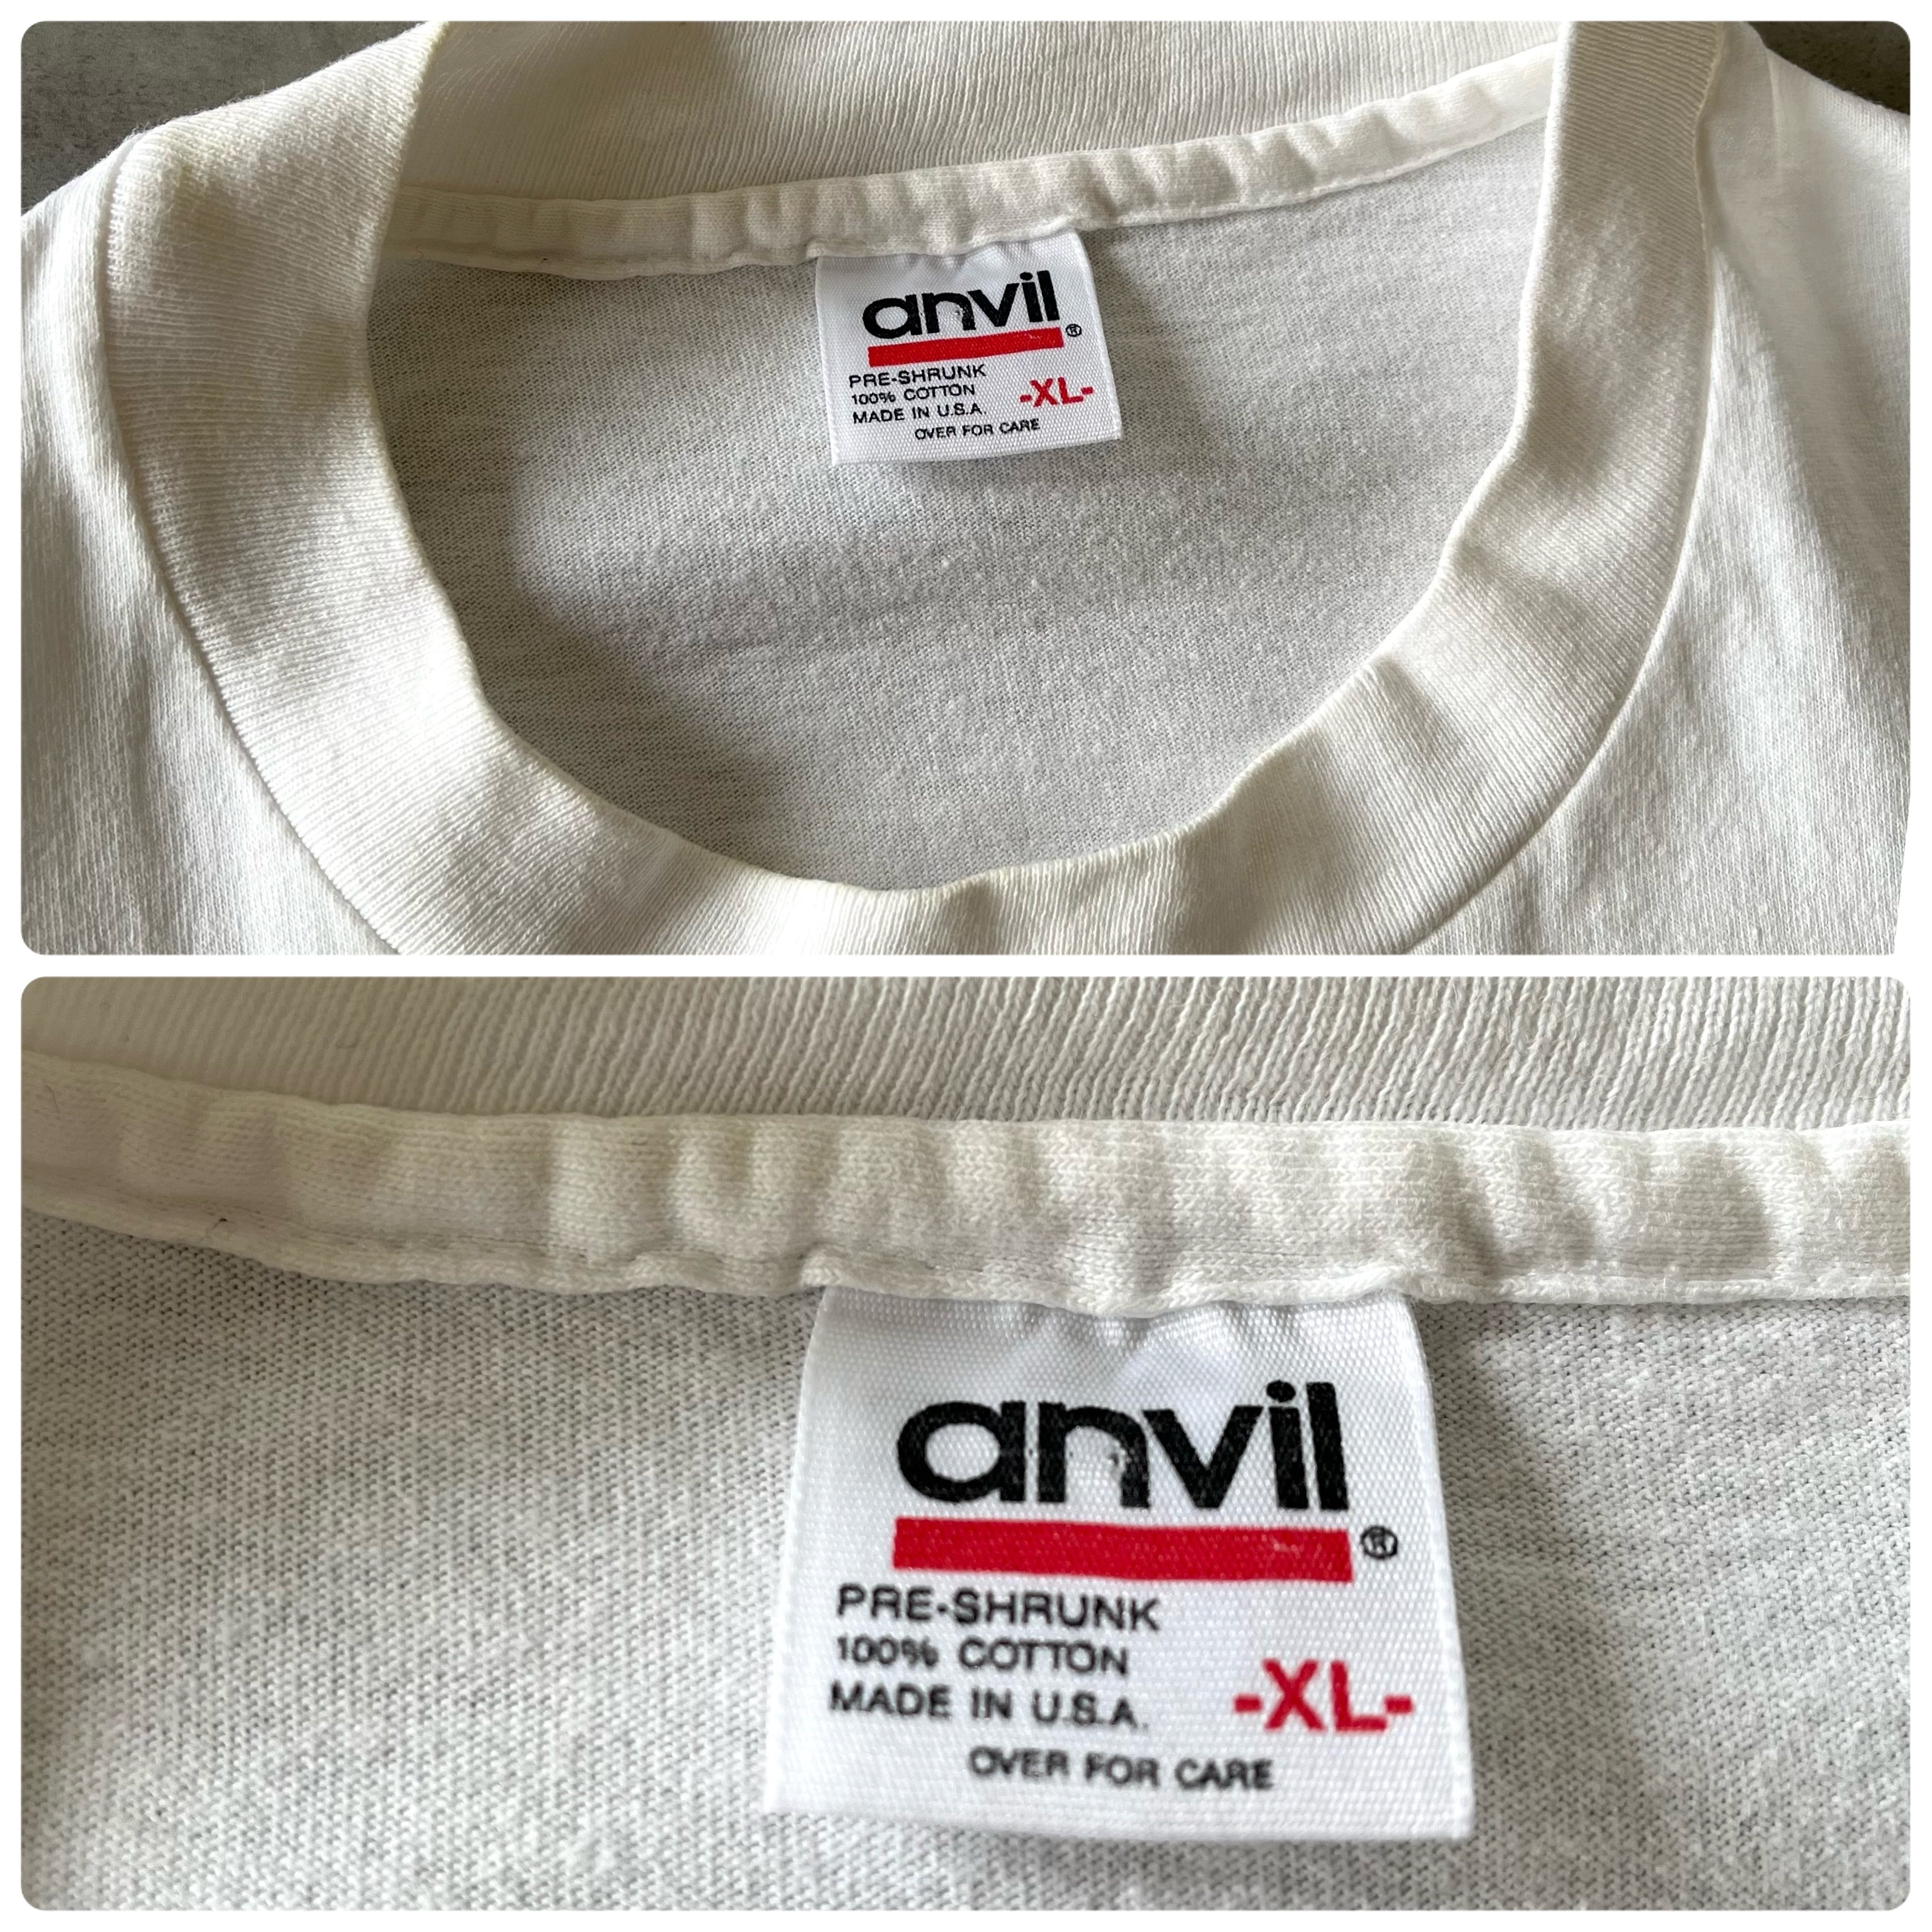 anvil
®
PRE-SHRUNK
100% COTTON
MADE IN U.S.A.
-XL-
OVER FOR CARE
anvil
®
PRE-SHRUNK
100% COTTON
MADE IN U.S.A.
-XL-
OVER FOR CARE